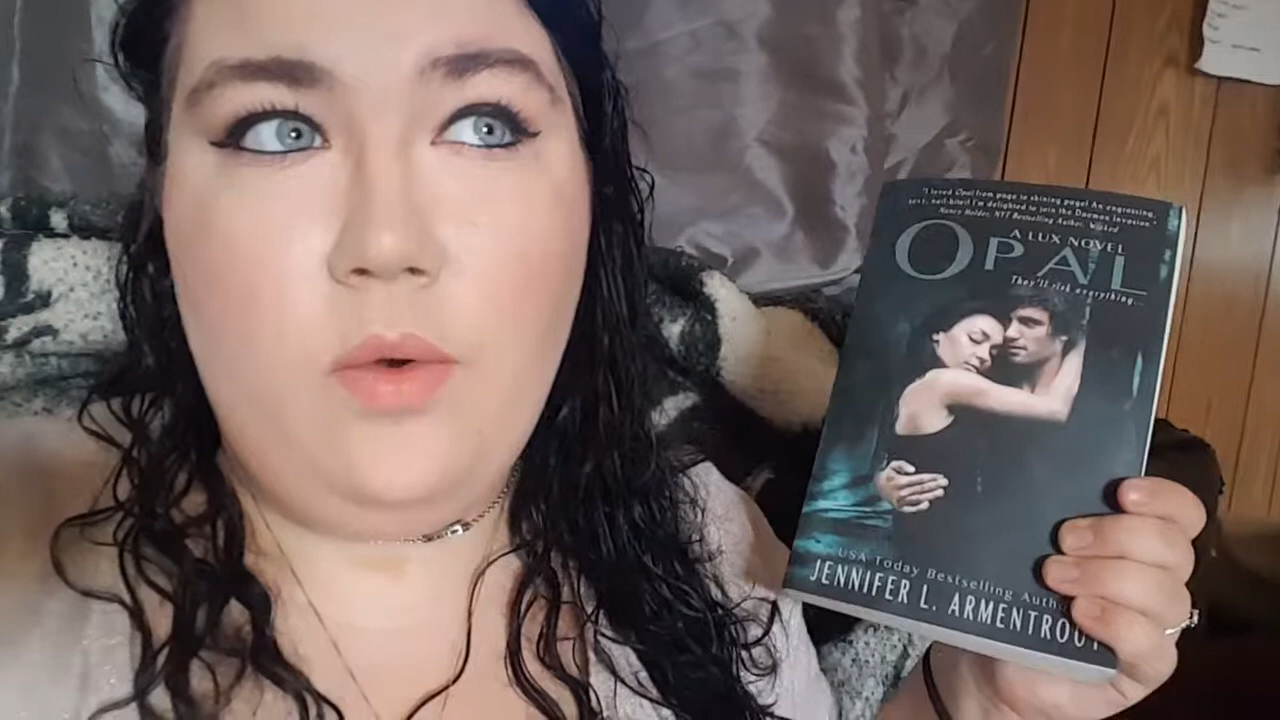 "I loved Opal from page to shining page! An engrossing,
sexy, nail-biter! I'm delighted to join the Daemon Invasion."
Nancy Holder, NYT Bestselling Author, Wicked
A LUX NOVEL
OPAL
They'll risk everything...
USA Today Bestselling Autho
JENNIFER L. ARMENTROUT